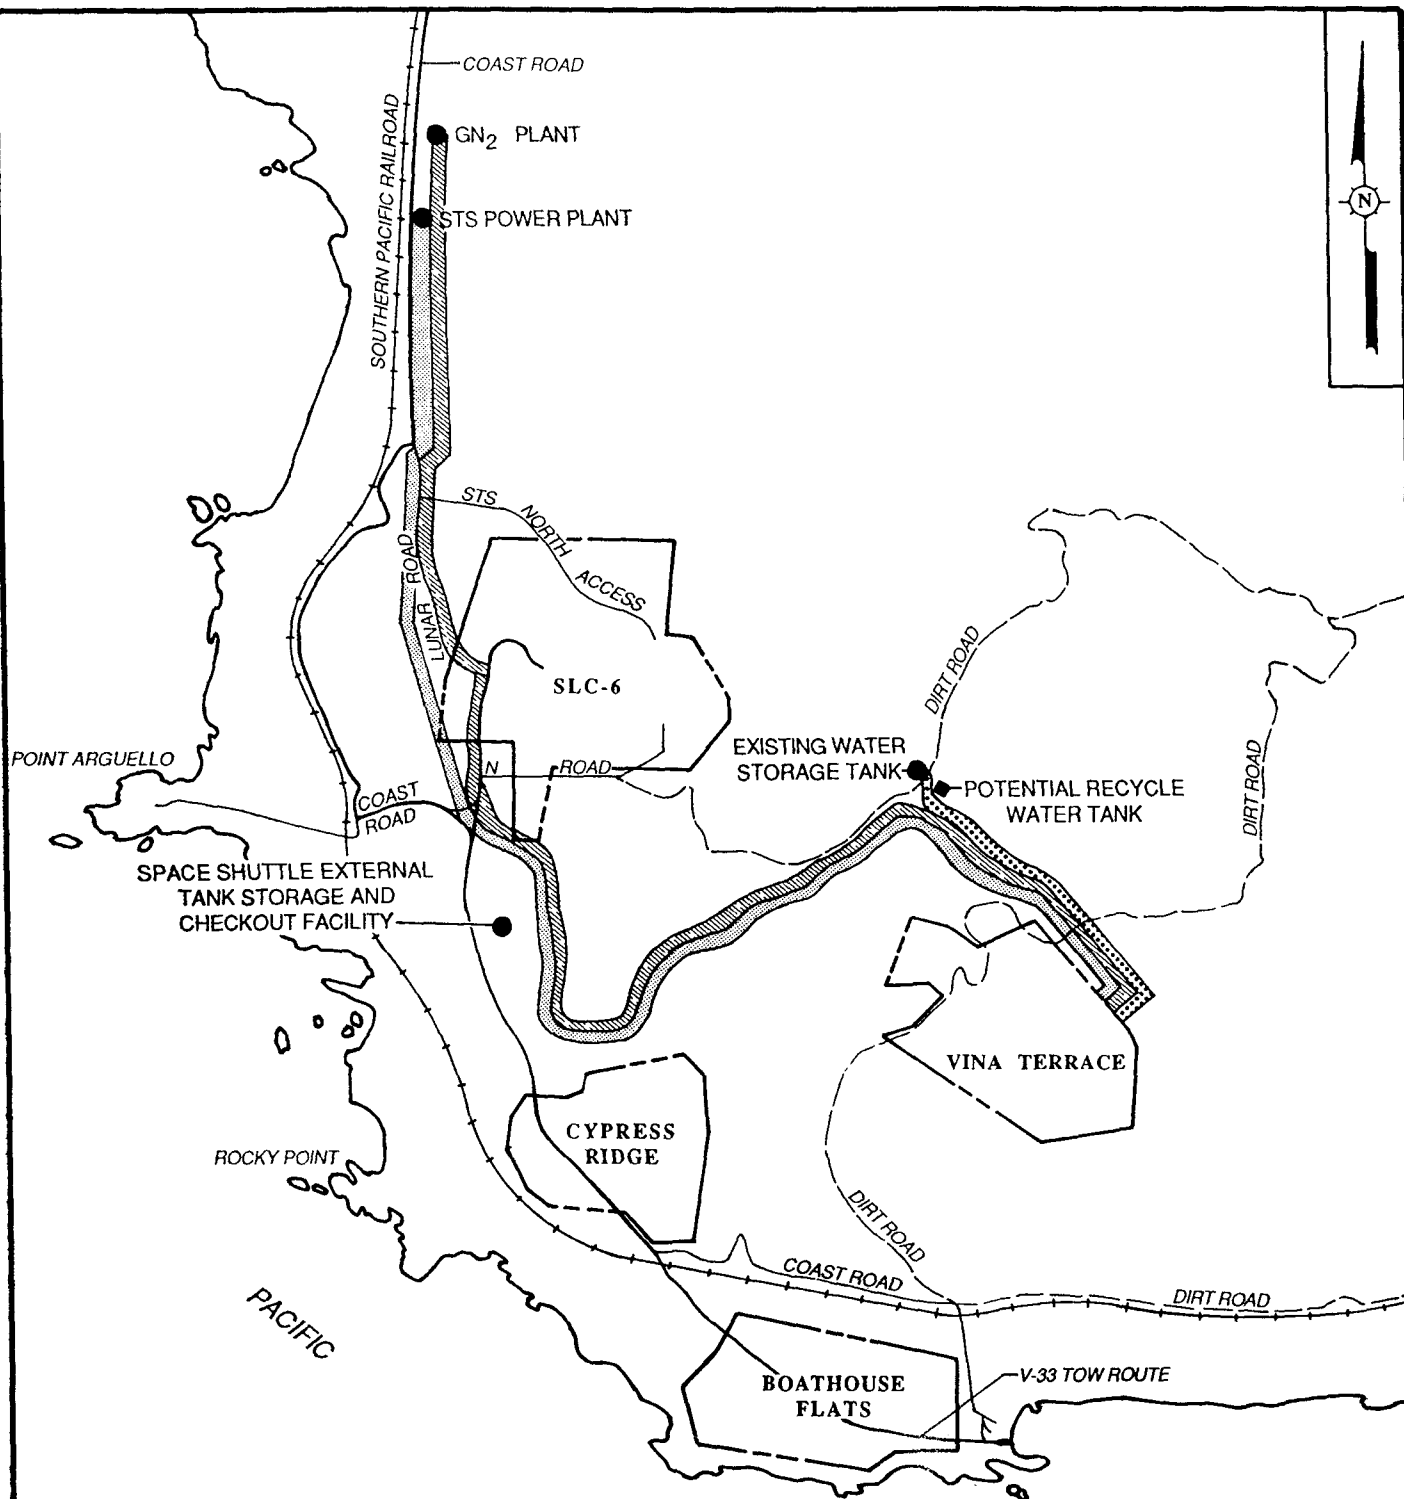 COAST ROAD
GN2 PLANT
SOUTHERN PACIFIC RAILROAD
STS POWER PLANT
N
STS NORTH ACCESS
LUNAR ROAD
SLC-6
DIRT ROAD
POINT ARGUELLO
EXISTING WATER
STORAGE TANK
N ROAD
DIRT ROAD
POTENTIAL RECYCLE
WATER TANK
COAST
ROAD
SPACE SHUTTLE EXTERNAL
TANK STORAGE AND
CHECKOUT FACILITY
VINA TERRACE
CYPRESS
RIDGE
ROCKY POINT
DIRT ROAD
COAST ROAD
DIRT ROAD
PACIFIC
V-33 TOW ROUTE
BOATHOUSE
FLATS